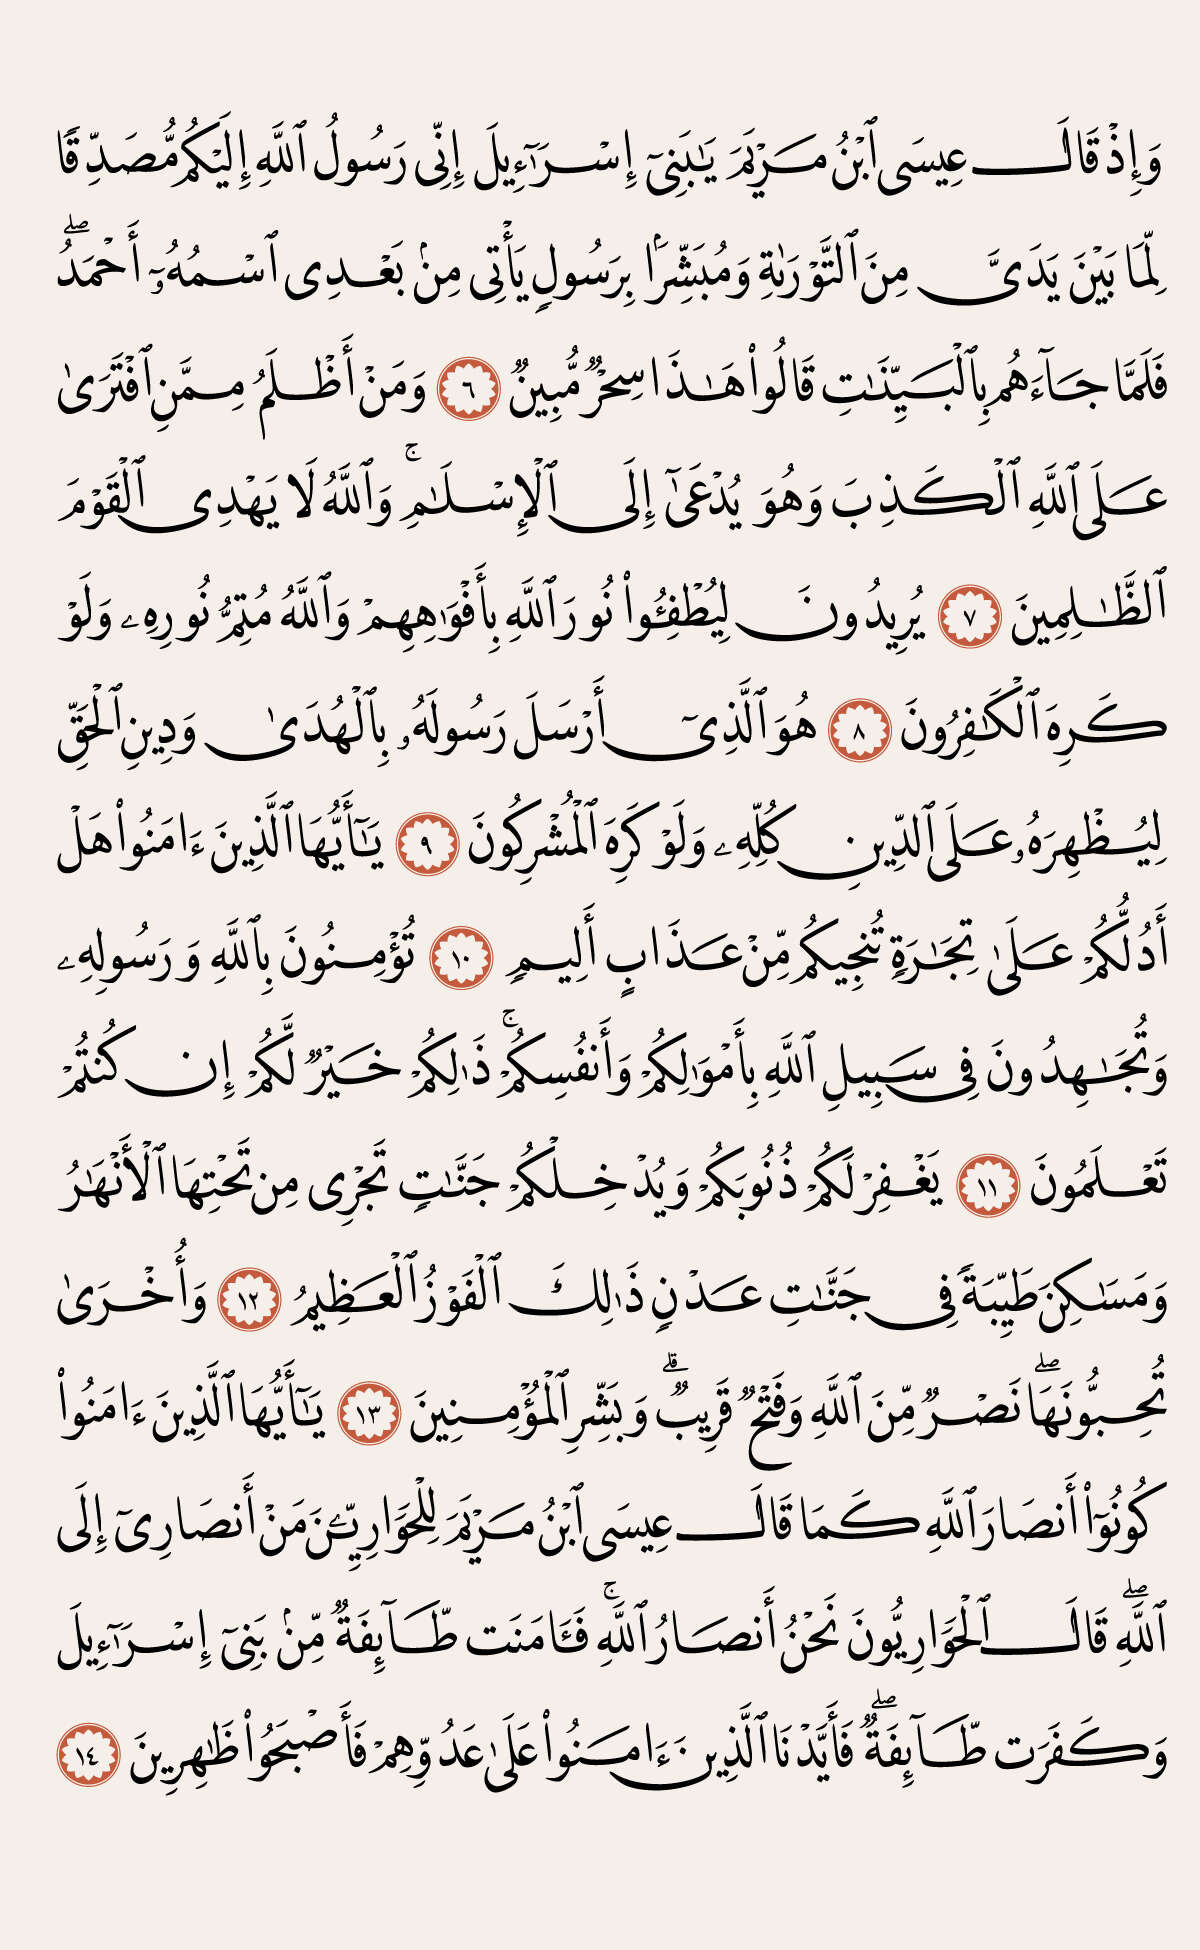 وَإِذْ قَالَ عِيسَى ٱبْنُ مَرْيَمَ يَـٰبَنِىٓ إِسْرَٰٓءِيلَ إِنِّى رَسُولُ ٱللَّهِ إِلَيْكُم مُّصَدِّقًا
لِّمَا بَيْنَ يَدَىَّ مِنَ ٱلتَّوْرَىٰةِ وَمُبَشِّرًۢا بِرَسُولٍ يَأْتِى مِنۢ بَعْدِى ٱسْمُهُۥٓ أَحْمَدُ ۖ
فَلَمَّا جَآءَهُم بِٱلْبَيِّنَـٰتِ قَالُوا۟ هَـٰذَا سِحْرٌ مُّبِينٌ ٦ وَمَنْ أَظْلَمُ مِمَّنِ ٱفْتَرَىٰ
عَلَى ٱللَّهِ ٱلْكَذِبَ وَهُوَ يُدْعَىٰٓ إِلَى ٱلْإِسْلَـٰمِ ۚ وَٱللَّهُ لَا يَهْدِى ٱلْقَوْمَ
ٱلظَّـٰلِمِينَ ٧ يُرِيدُونَ لِيُطْفِـُٔوا۟ نُورَ ٱللَّهِ بِأَفْوَٰهِهِمْ وَٱللَّهُ مُتِمُّ نُورِهِۦ وَلَوْ
كَرِهَ ٱلْكَـٰفِرُونَ ٨ هُوَ ٱلَّذِىٓ أَرْسَلَ رَسُولَهُۥ بِٱلْهُدَىٰ وَدِينِ ٱلْحَقِّ
لِيُظْهِرَهُۥ عَلَى ٱلدِّينِ كُلِّهِۦ وَلَوْ كَرِهَ ٱلْمُشْرِكُونَ ٩ يَـٰٓأَيُّهَا ٱلَّذِينَ ءَامَنُوا۟ هَلْ
أَدُلُّكُمْ عَلَىٰ تِجَـٰرَةٍ تُنجِيكُم مِّنْ عَذَابٍ أَلِيمٍ ١٠ تُؤْمِنُونَ بِٱللَّهِ وَرَسُولِهِۦ
وَتُجَـٰهِدُونَ فِى سَبِيلِ ٱللَّهِ بِأَمْوَٰلِكُمْ وَأَنفُسِكُمْ ۚ ذَٰلِكُمْ خَيْرٌ لَّكُمْ إِن كُنتُمْ
تَعْلَمُونَ ١١ يَغْفِرْ لَكُمْ ذُنُوبَكُمْ وَيُدْخِلْكُمْ جَنَّـٰتٍ تَجْرِى مِن تَحْتِهَا ٱلْأَنْهَـٰرُ
وَمَسَـٰكِنَ طَيِّبَةً فِى جَنَّـٰتِ عَدْنٍ ذَٰلِكَ ٱلْفَوْزُ ٱلْعَظِيمُ ١٢ وَأُخْرَىٰ
تُحِبُّونَهَا ۖ نَصْرٌ مِّنَ ٱللَّهِ وَفَتْحٌ قَرِيبٌ ۗ وَبَشِّرِ ٱلْمُؤْمِنِينَ ١٣ يَـٰٓأَيُّهَا ٱلَّذِينَ ءَامَنُوا۟
كُونُوٓا۟ أَنصَارَ ٱللَّهِ كَمَا قَالَ عِيسَى ٱبْنُ مَرْيَمَ لِلْحَوَارِيِّـۧنَ مَنْ أَنصَارِىٓ إِلَى
ٱللَّهِ ۖ قَالَ ٱلْحَوَارِيُّونَ نَحْنُ أَنصَارُ ٱللَّهِ ۚ فَـَٔامَنَت طَّآئِفَةٌ مِّنۢ بَنِىٓ إِسْرَٰٓءِيلَ
وَكَفَرَت طَّآئِفَةٌ ۖ فَأَيَّدْنَا ٱلَّذِينَ ءَامَنُوا۟ عَلَىٰ عَدُوِّهِمْ فَأَصْبَحُوا۟ ظَـٰهِرِينَ ١٤